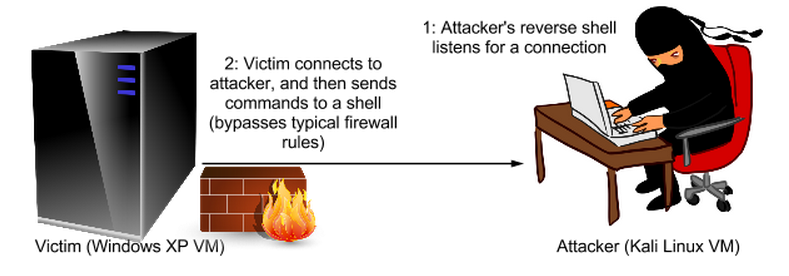 1: Attacker's reverse shell
listens for a connection
2: Victim connects to
attacker, and then sends
commands to a shell
(bypasses typical firewall
rules)
Victim (Windows XP VM)
Attacker (Kali Linux VM)